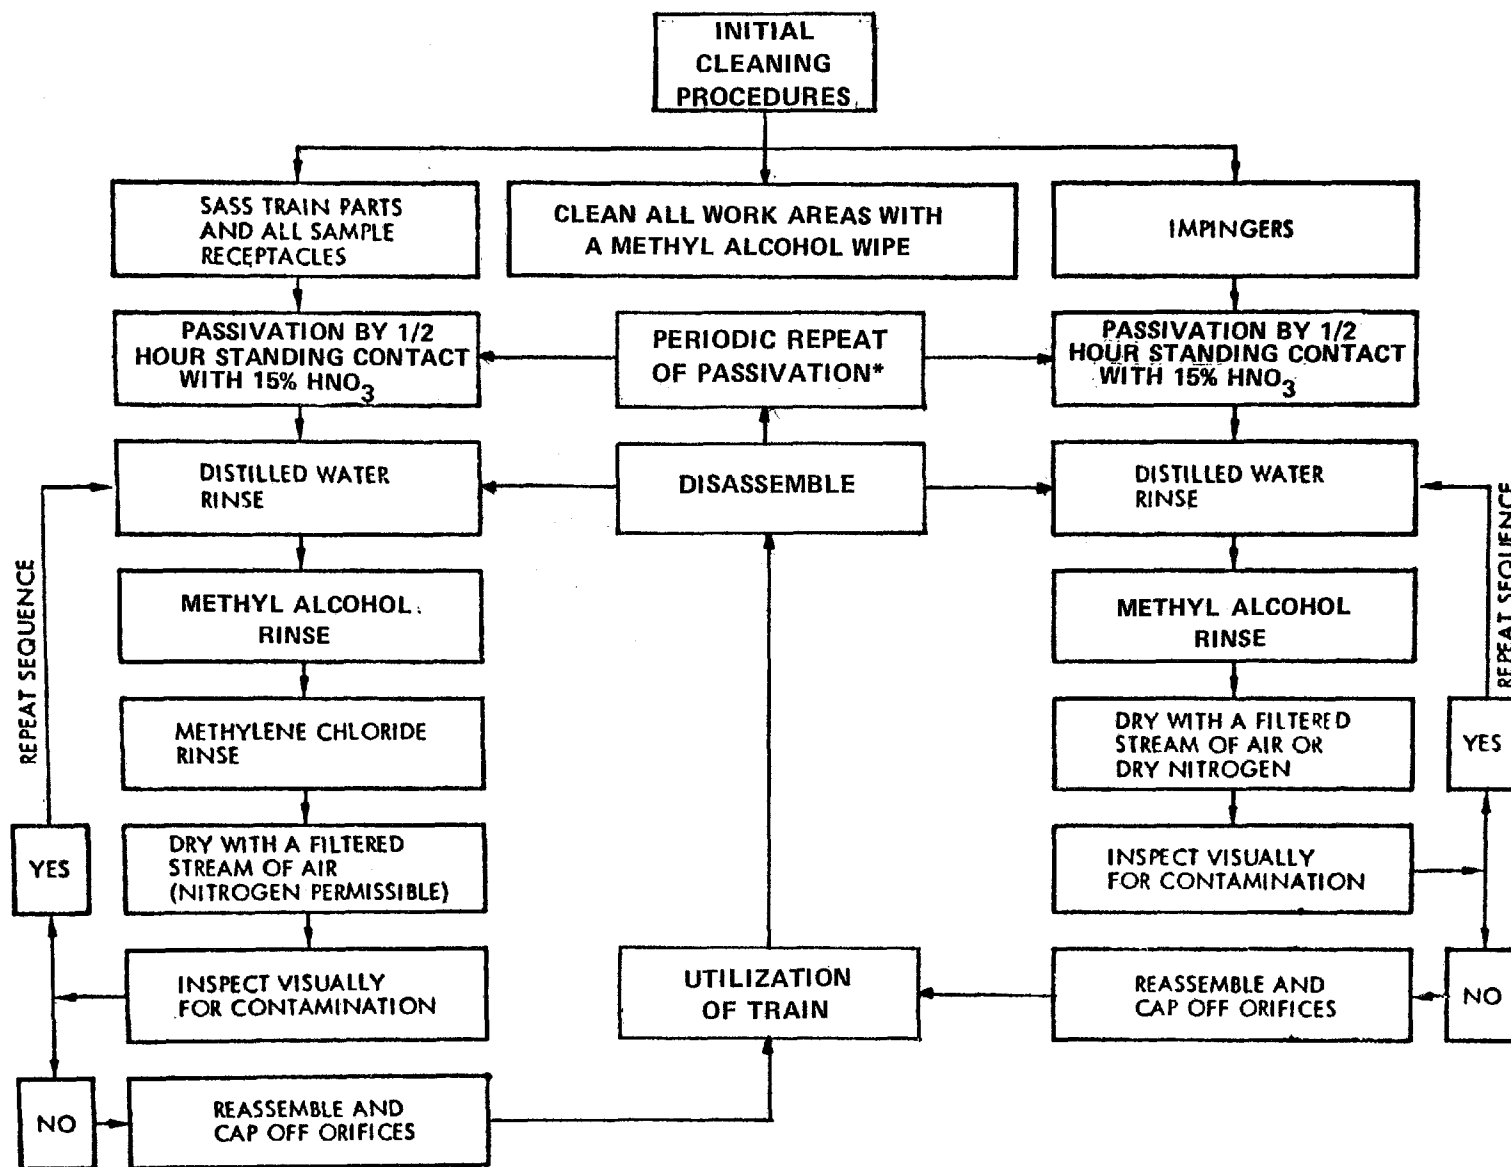 INITIAL
CLEANING
PROCEDURES
SASS TRAIN PARTS
AND ALL SAMPLE
RECEPTACLES
CLEAN ALL WORK AREAS WITH
A METHYL ALCOHOL WIPE
IMPINGERS
PASSIVATION BY 1/2
HOUR STANDING CONTACT
WITH 15% HNO3
PERIODIC REPEAT
OF PASSIVATION*
PASSIVATION BY 1/2
HOUR STANDING CONTACT
WITH 15% HNO3
DISTILLED WATER
RINSE
DISASSEMBLE
DISTILLED WATER
RINSE
REPEAT SEQUENCE
METHYL ALCOHOL
RINSE
METHYL ALCOHOL
RINSE
REPEAT SEQUENCE
METHYLENE CHLORIDE
RINSE
DRY WITH A FILTERED
STREAM OF AIR OR
DRY NITROGEN
YES
YES
DRY WITH A FILTERED
STREAM OF AIR
(NITROGEN PERMISSIBLE)
INSPECT VISUALLY
FOR CONTAMINATION
INSPECT VISUALLY
FOR CONTAMINATION
UTILIZATION
OF TRAIN
REASSEMBLE AND
CAP OFF ORIFICES
NO
NO
REASSEMBLE AND
CAP OFF ORIFICES